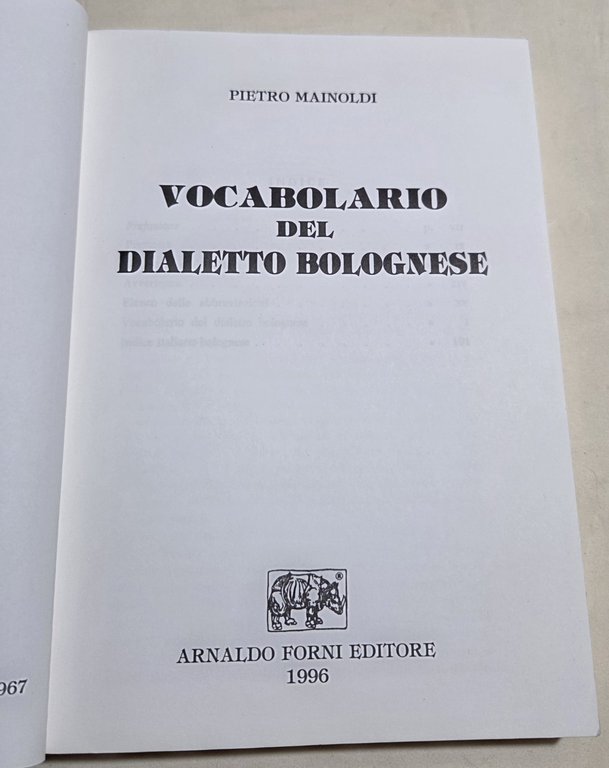 PIETRO MAINOLDI
VOCABOLARIO
DEL
DIALETTO BOLOGNESE
®
ARNALDO FORNI EDITORE
1996
967